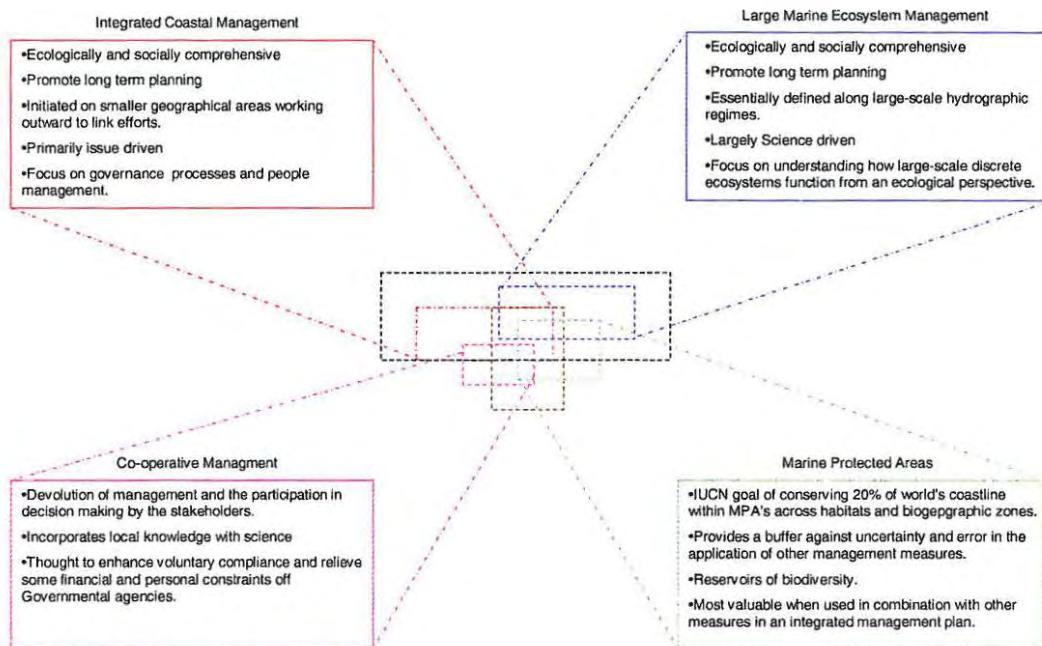 Integrated Coastal Management
•Ecologically and socially comprehensive
•Promote long term planning
•Initiated on smaller geographical areas working
outward to link efforts.
•Primarily issue driven
•Focus on governance processes and people
management.
Large Marine Ecosystem Management
•Ecologically and socially comprehensive
•Promote long term planning
•Essentially defined along large-scale hydrographic
regimes.
•Largely Science driven
•Focus on understanding how large-scale discrete
ecosystems function from an ecological perspective.
Co-operative Managment
•Devolution of management and the participation in
decision making by the stakeholders.
•Incorporates local knowledge with science
•Thought to enhance voluntary compliance and relieve
some financial and personal constraints off
Governmental agencies.
Marine Protected Areas
•IUCN goal of conserving 20% of world's coastline
within MPA's across habitats and biogepgraphic zones.
•Provides a buffer against uncertainty and error in the
application of other management measures.
•Reservoirs of biodiversity.
•Most valuable when used in combination with other
measures in an integrated management plan.